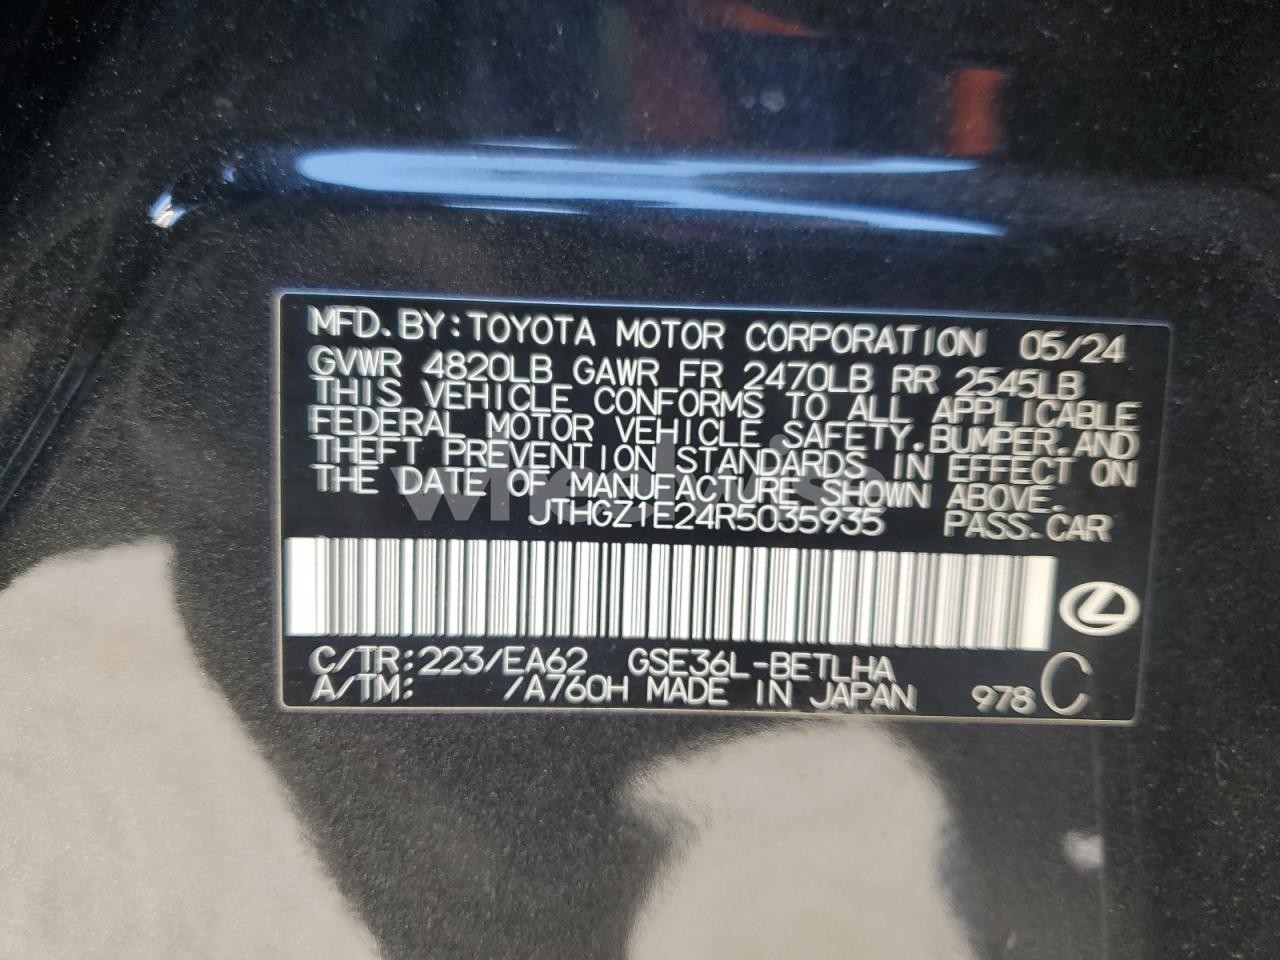 MFD.BY:TOYOTA MOTOR CORPORATION 05/24
GVWR 4820LB GAWR FR 2470LB RR 2545LB
THIS VEHICLE CONFORMS TO ALL APPLICABLE
FEDERAL MOTOR VEHICLE SAFETY.BUMPER.AND
THEFT PREVENTION STANDARDS IN EFFECT ON
THE DATE OF MANUFACTURE SHOWN ABOVE.
JTHGZ1E24R5035935 PASS.CAR
C/TR:223/EA62 GSE36L-BETLHA
A/TM: /A760H MADE IN JAPAN 978 C